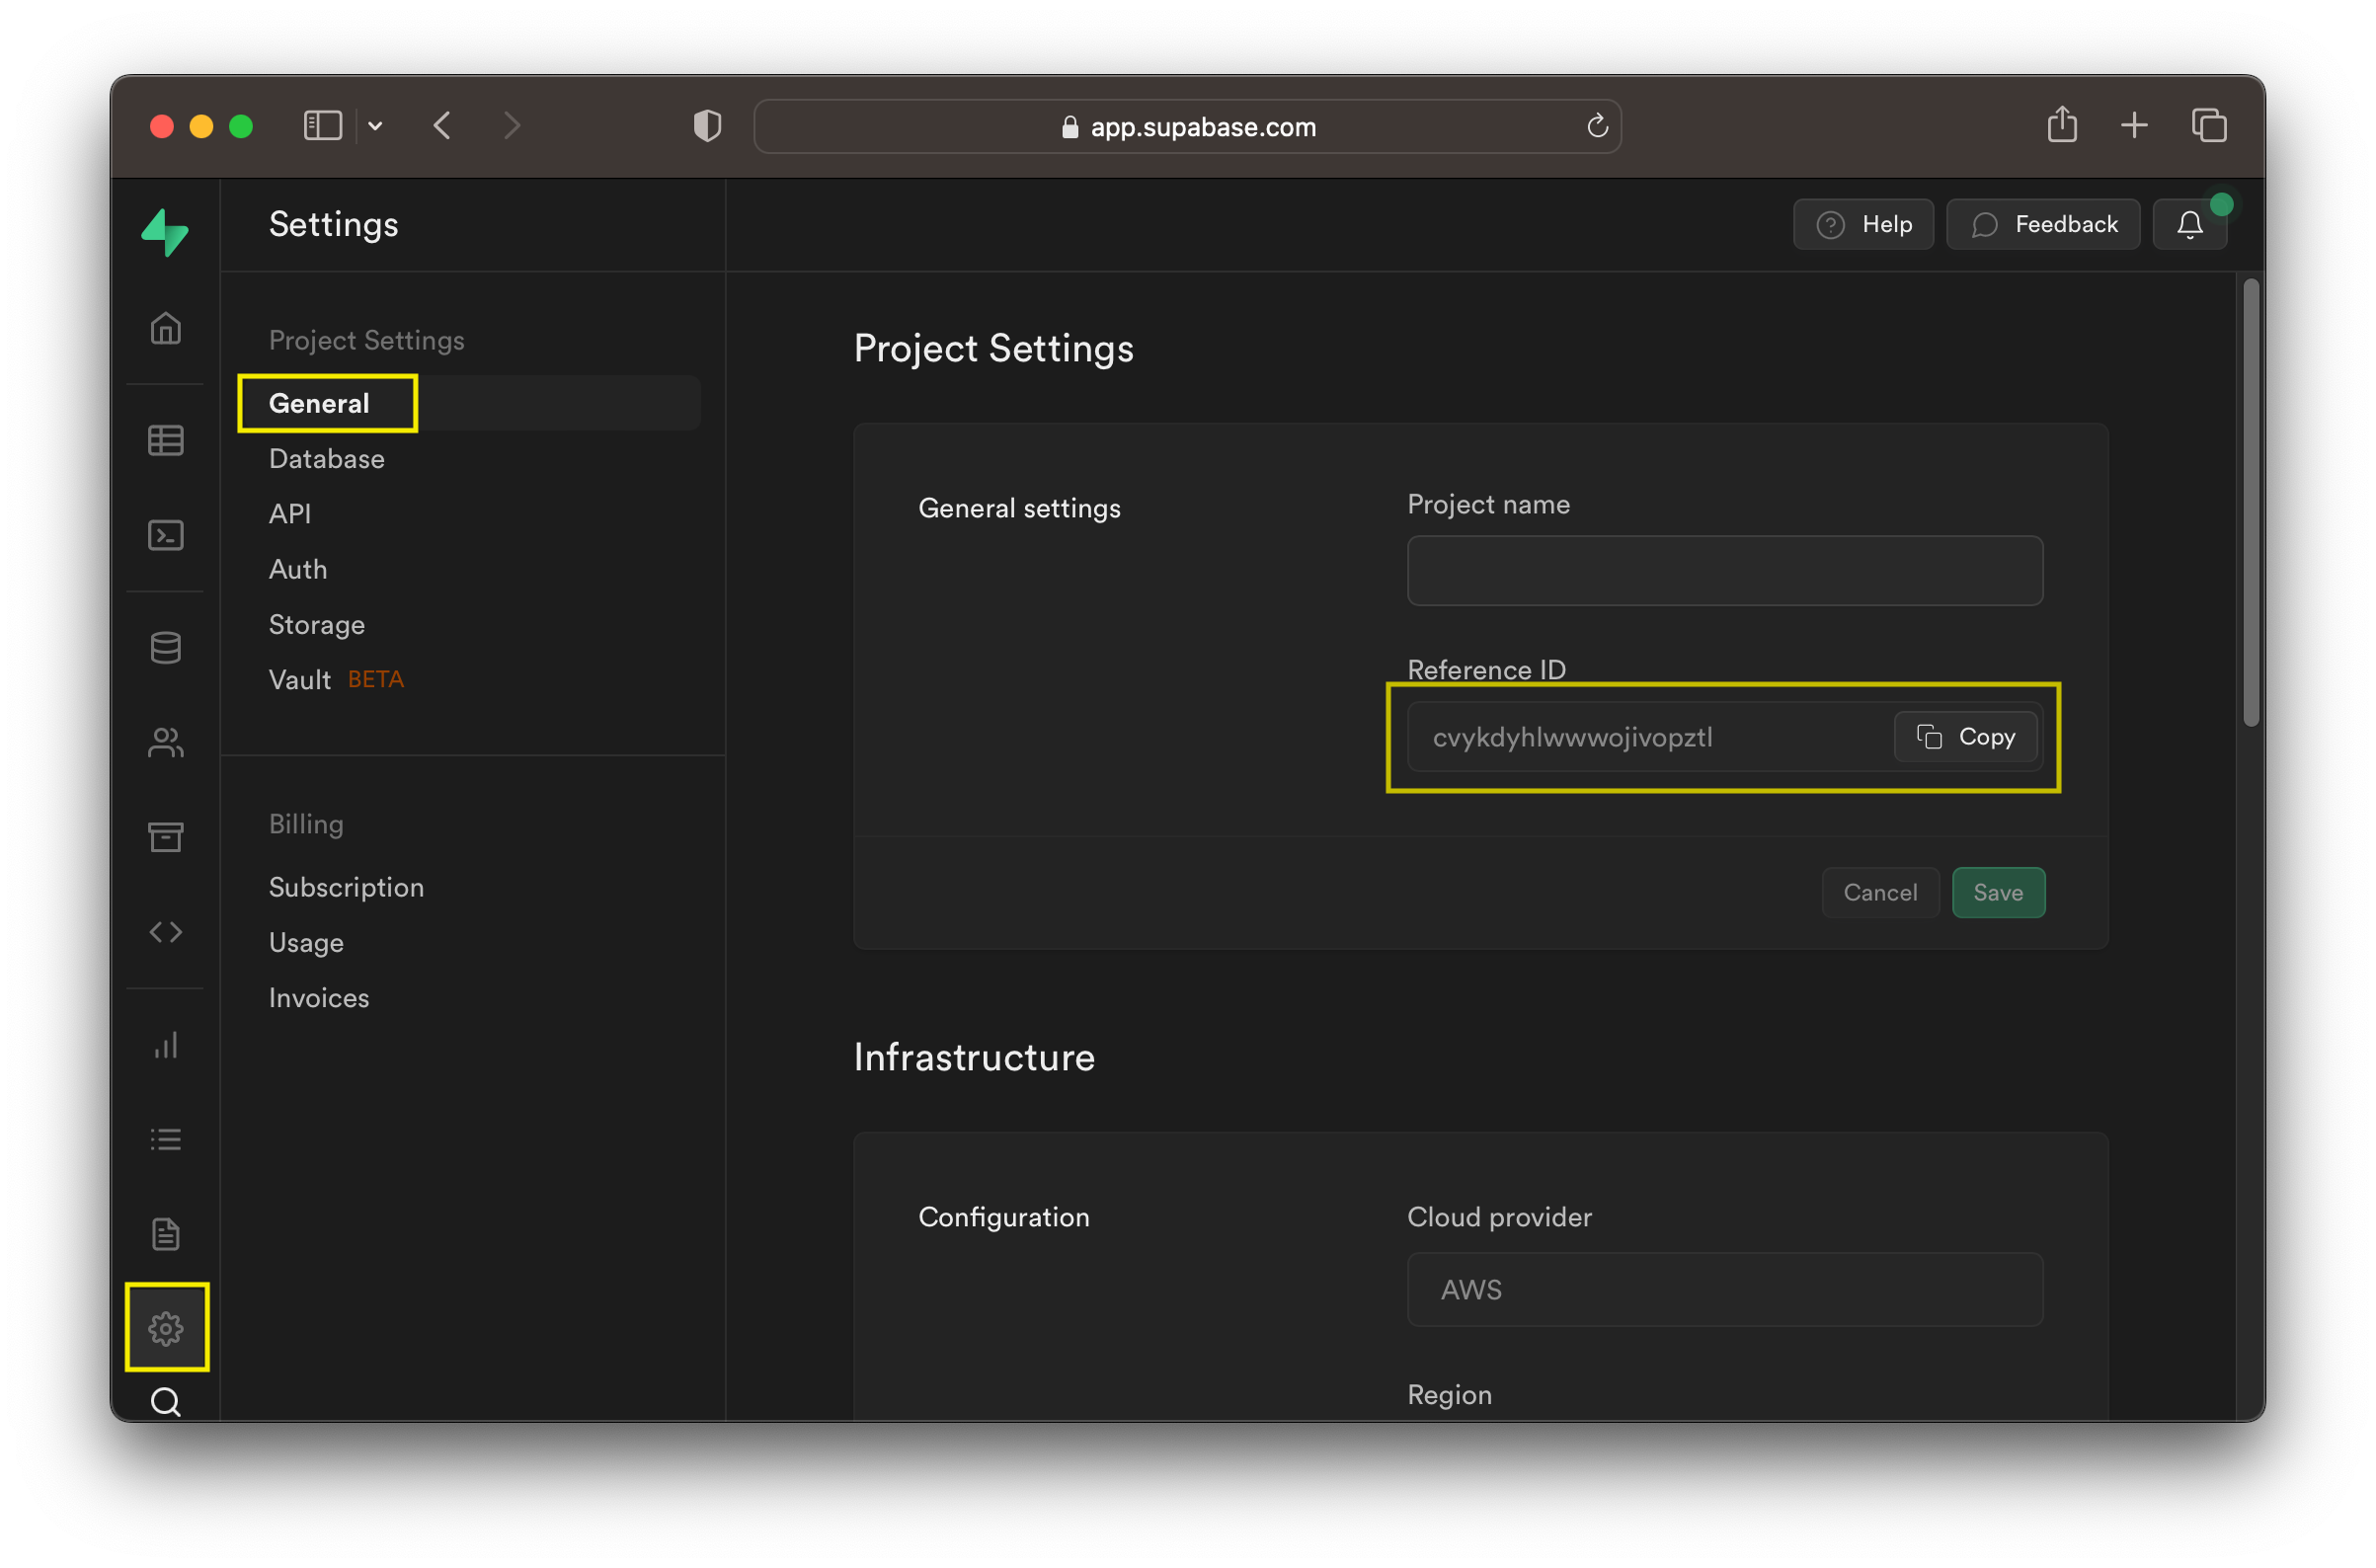 app.supabase.com
Settings
Help
Feedback
Project Settings
General
Database
API
Auth
Storage
Vault BETA
Billing
Subscription
Usage
Invoices
Project Settings
General settings
Project name
Reference ID
cvykdyhlwwwojivopztl
Copy
Cancel
Save
Infrastructure
Configuration
Cloud provider
AWS
Region